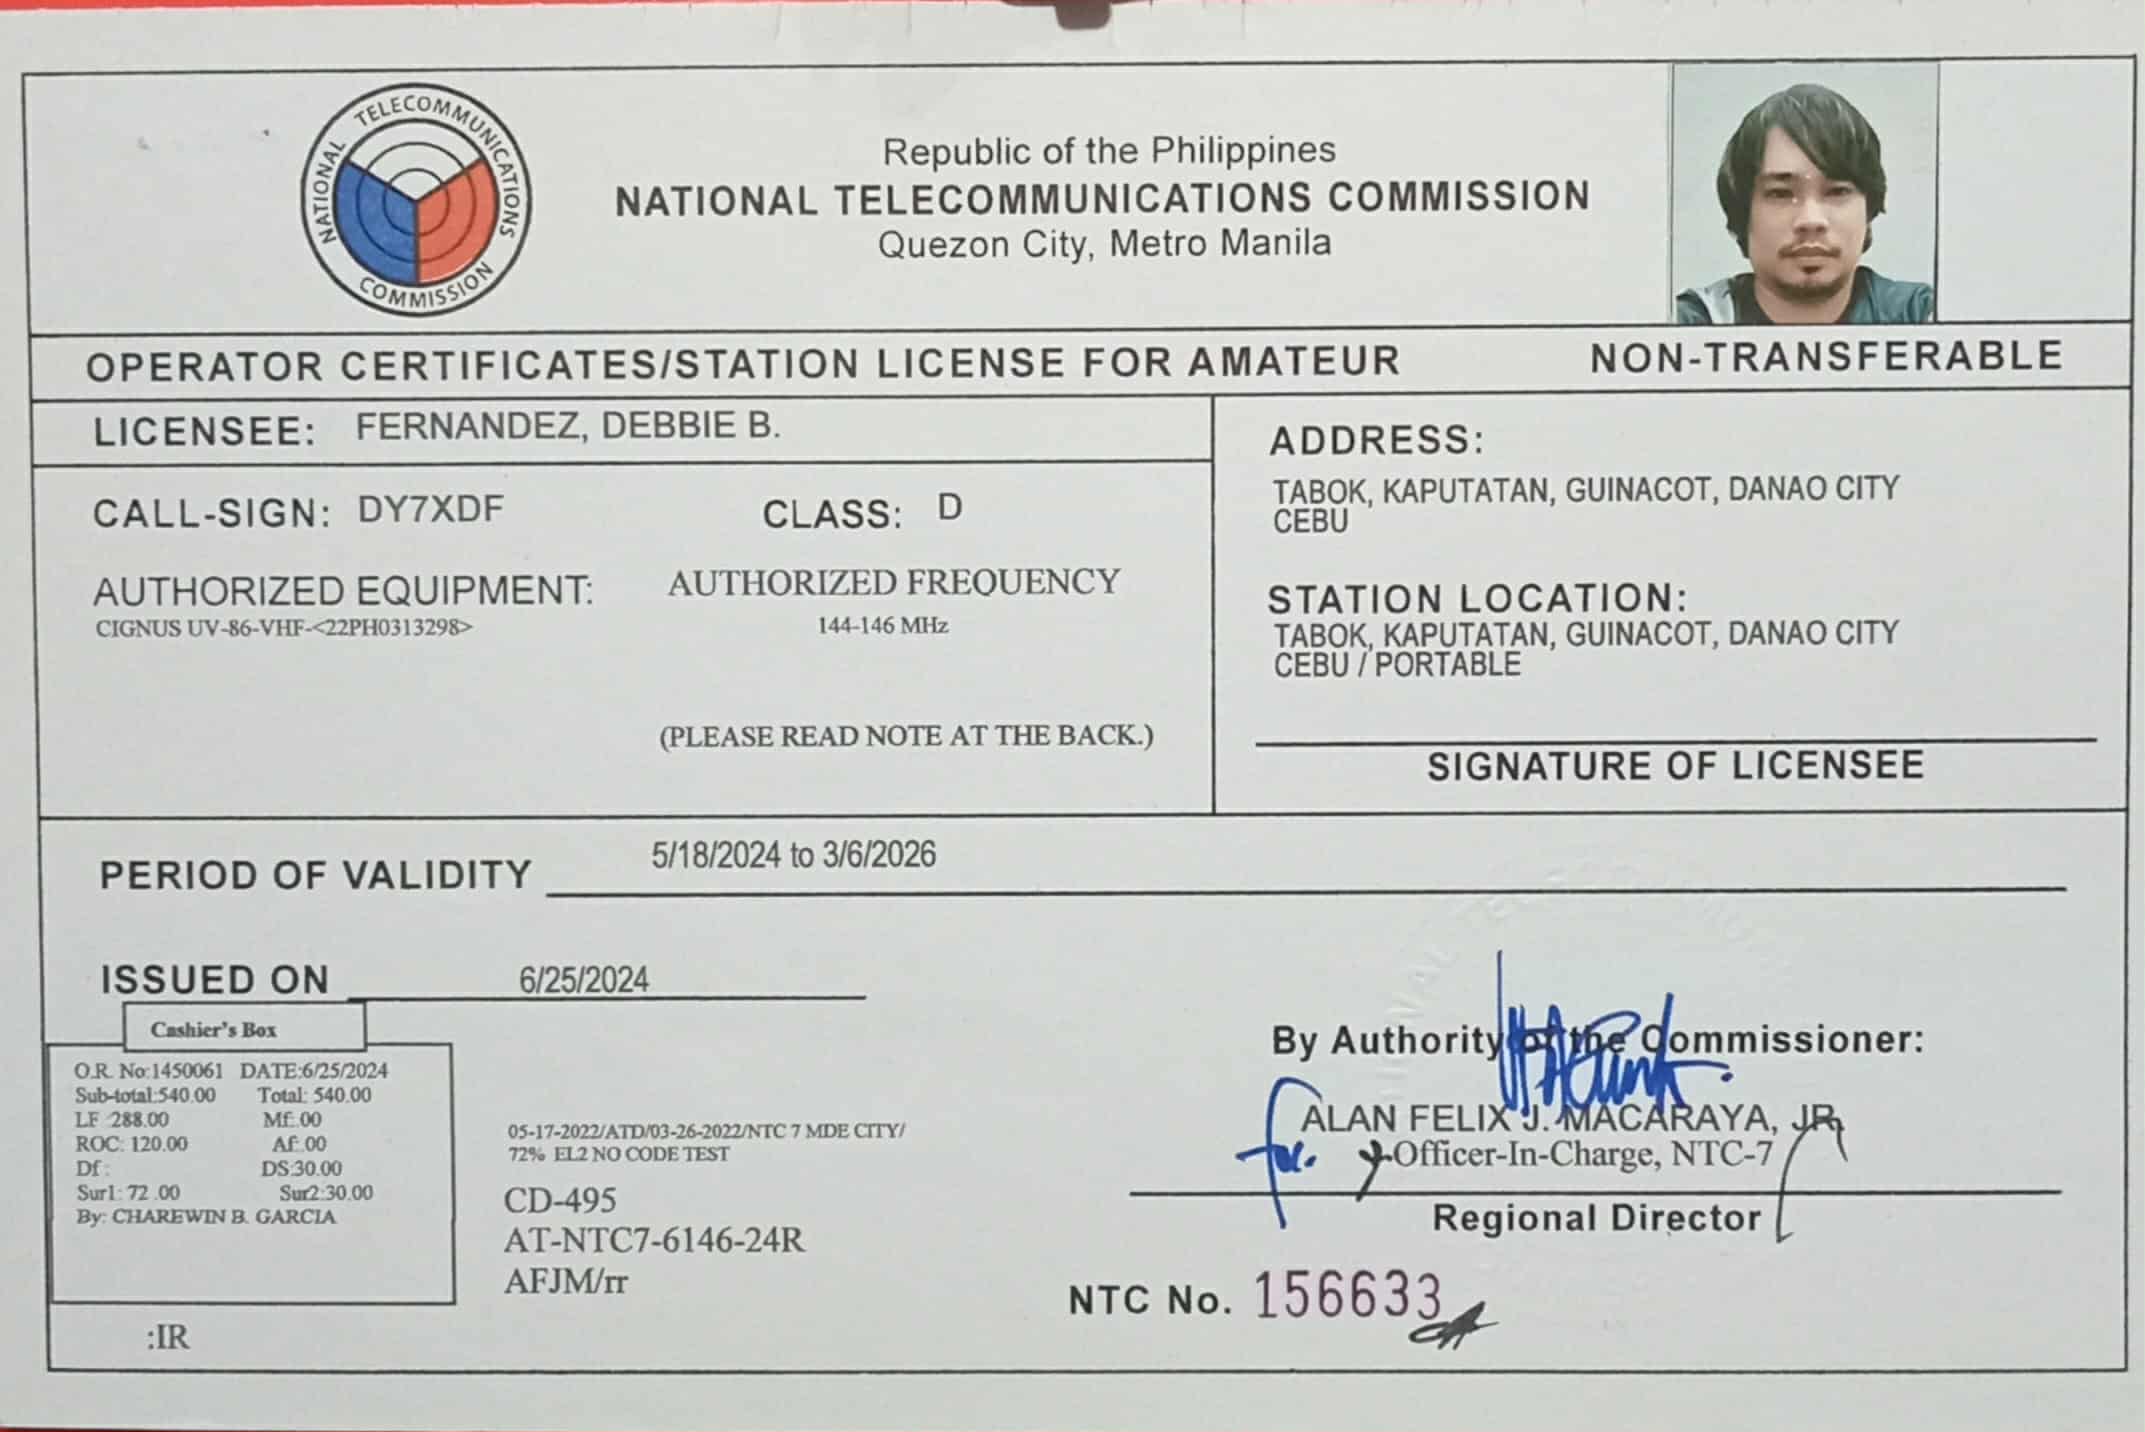 NATIONAL TELECOMMUNICATIONS COMMISSION
Republic of the Philippines
NATIONAL TELECOMMUNICATIONS COMMISSION
Quezon City, Metro Manila
OPERATOR CERTIFICATES/STATION LICENSE FOR AMATEUR NON-TRANSFERABLE
LICENSEE: FERNANDEZ, DEBBIE B.
CALL-SIGN: DY7XDF CLASS: D
AUTHORIZED EQUIPMENT: AUTHORIZED FREQUENCY
CIGNUS UV-86-VHF-<22PH0313298> 144-146 MHz
(PLEASE READ NOTE AT THE BACK.)
ADDRESS:
TABOK, KAPUTATAN, GUINACOT, DANAO CITY
CEBU
STATION LOCATION:
TABOK, KAPUTATAN, GUINACOT, DANAO CITY
CEBU / PORTABLE
SIGNATURE OF LICENSEE
PERIOD OF VALIDITY 5/18/2024 to 3/6/2026
ISSUED ON 6/25/2024
Cashier's Box
O.R. No:1450061 DATE:6/25/2024
Sub-total:540.00 Total: 540.00
LF :288.00 Mf:.00
ROC: 120.00 Af:.00
Df : DS:30.00
Sur1: 72 .00 Sur2:30.00
By: CHAREWIN B. GARCIA
:IR
05-17-2022/ATD/03-26-2022/NTC 7 MDE CITY/
72% EL2 NO CODE TEST
CD-495
AT-NTC7-6146-24R
AFJM/rr
By Authority of the Commissioner:
ALAN FELIX J. MACARAYA, JR
for. Officer-In-Charge, NTC-7
Regional Director
NTC No. 156633